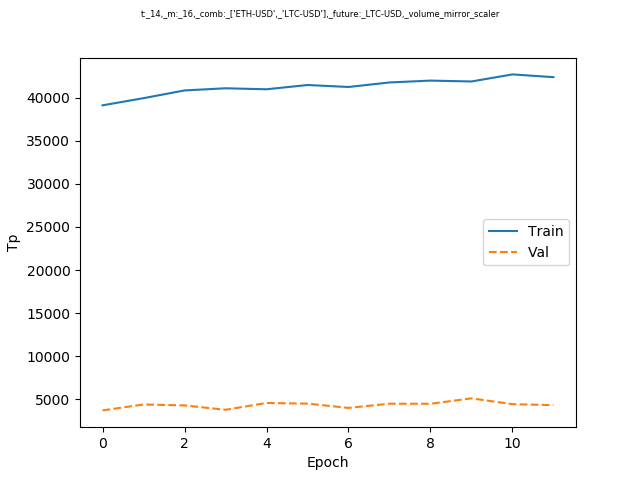 t:_14,_m:_16,_comb:_['ETH-USD',_'LTC-USD'],_future:_LTC-USD,_volume_mirror_scaler
40000
35000
30000
25000
20000
15000
10000
5000
Tp
Train
Val
0 2 4 6 8 10
Epoch